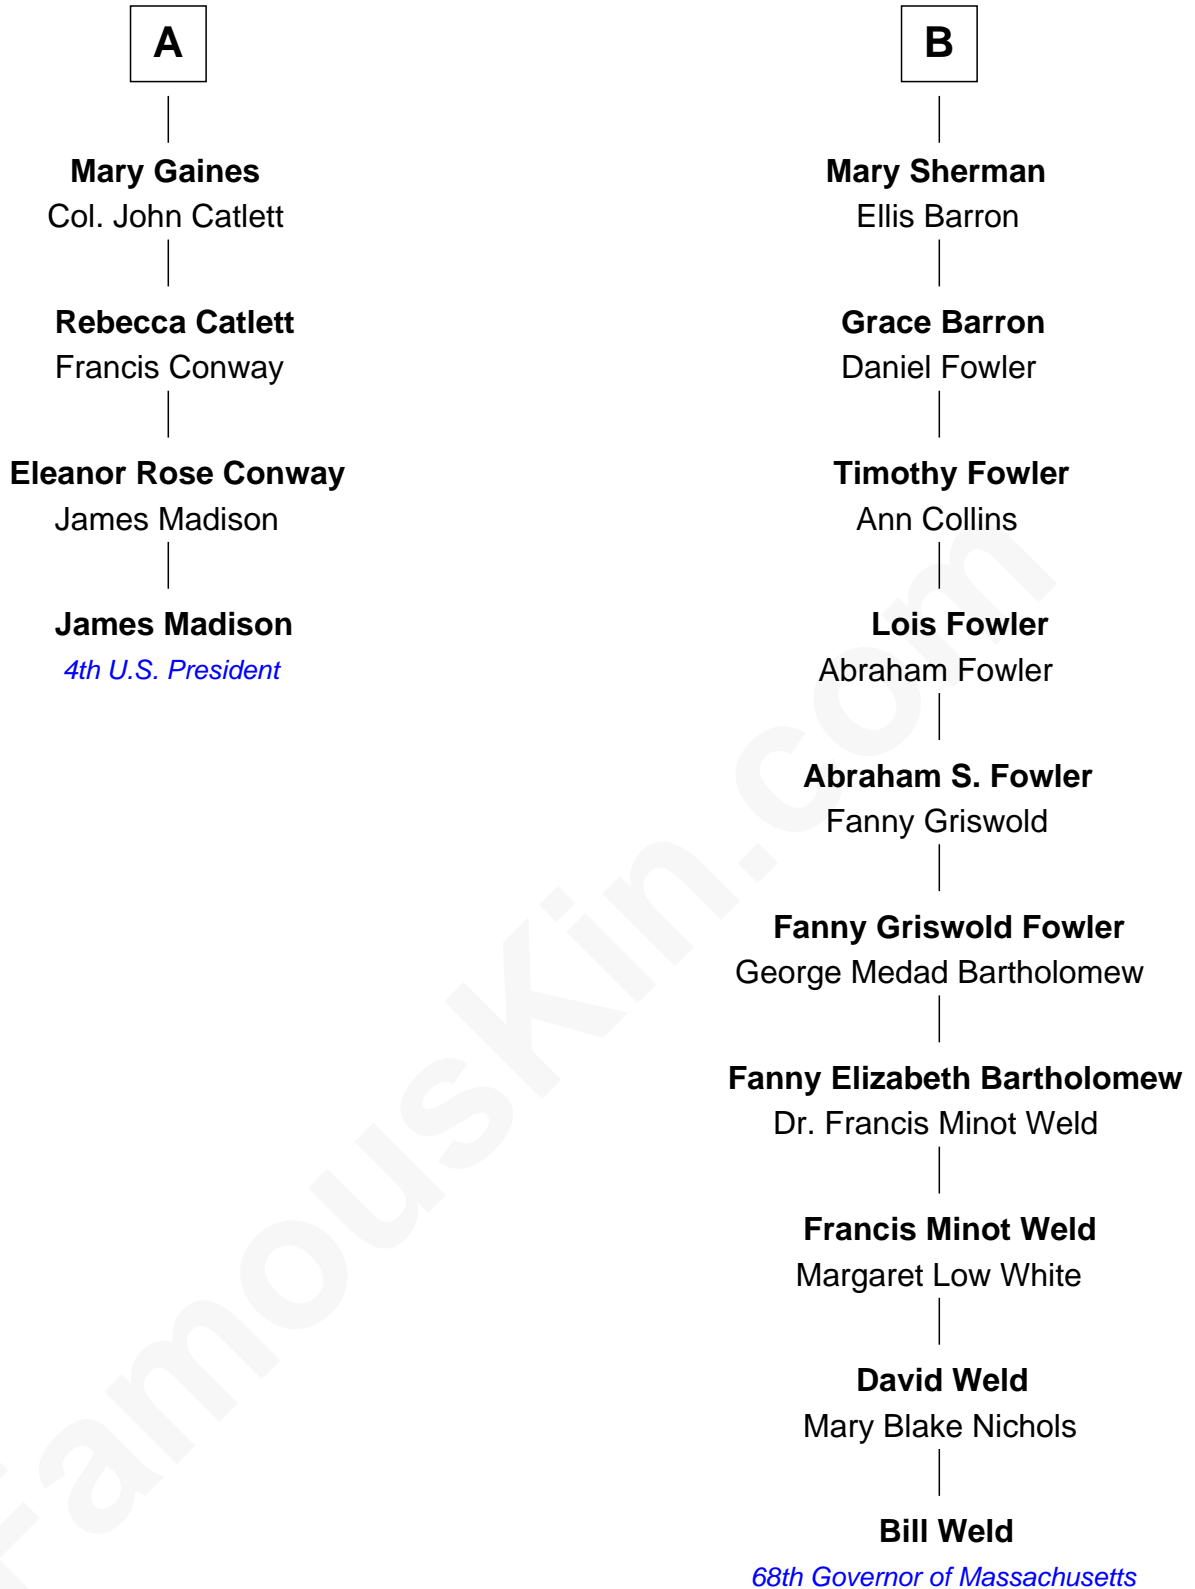 A
Mary Gaines
Col. John Catlett
Rebecca Catlett
Francis Conway
Eleanor Rose Conway
James Madison
James Madison
4th U.S. President
B
Mary Sherman
Ellis Barron
Grace Barron
Daniel Fowler
Timothy Fowler
Ann Collins
Lois Fowler
Abraham Fowler
Abraham S. Fowler
Fanny Griswold
Fanny Griswold Fowler
George Medad Bartholomew
Fanny Elizabeth Bartholomew
Dr. Francis Minot Weld
Francis Minot Weld
Margaret Low White
David Weld
Mary Blake Nichols
Bill Weld
68th Governor of Massachusetts
FamousKin.com